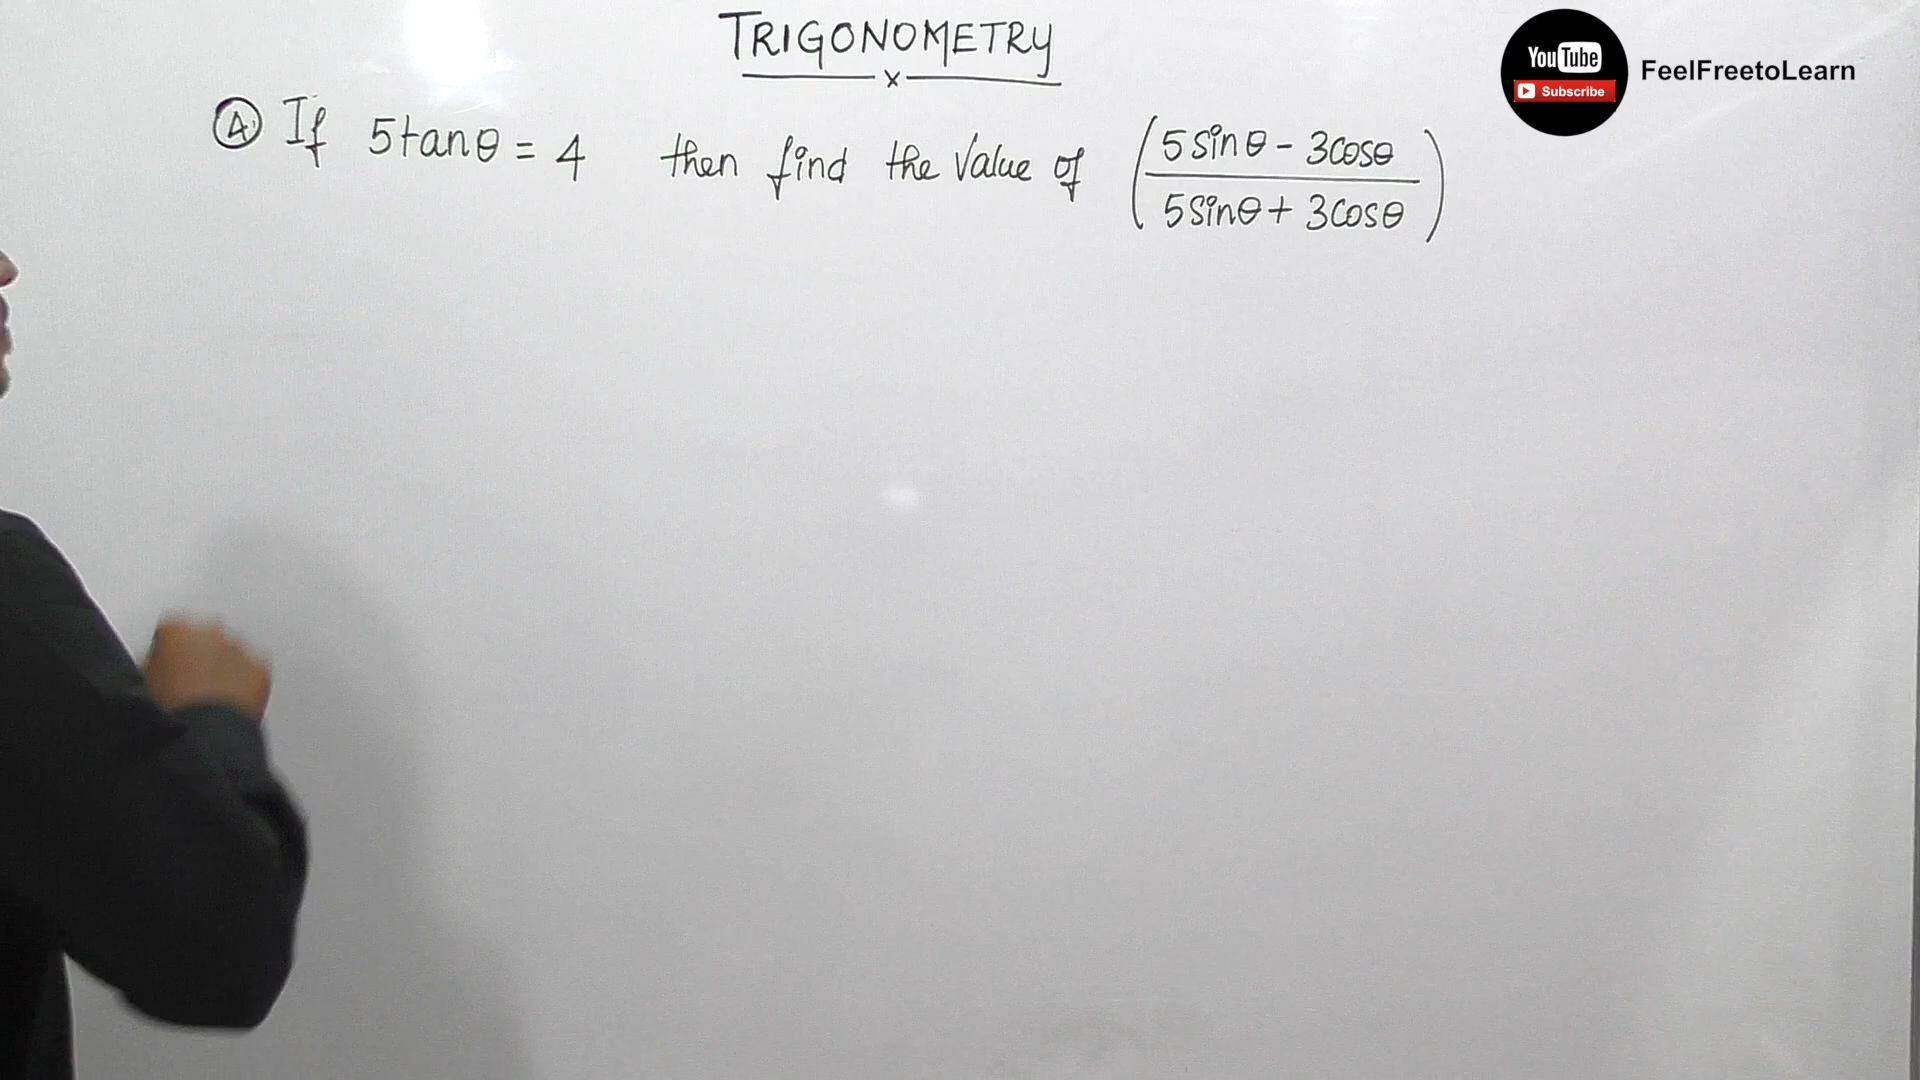 TRIGONOMETRY
x
4 If 5tanθ = 4 then find the value of (5sinθ - 3cosθ / 5sinθ + 3cosθ)
YouTube
Subscribe
FeelFreetoLearn